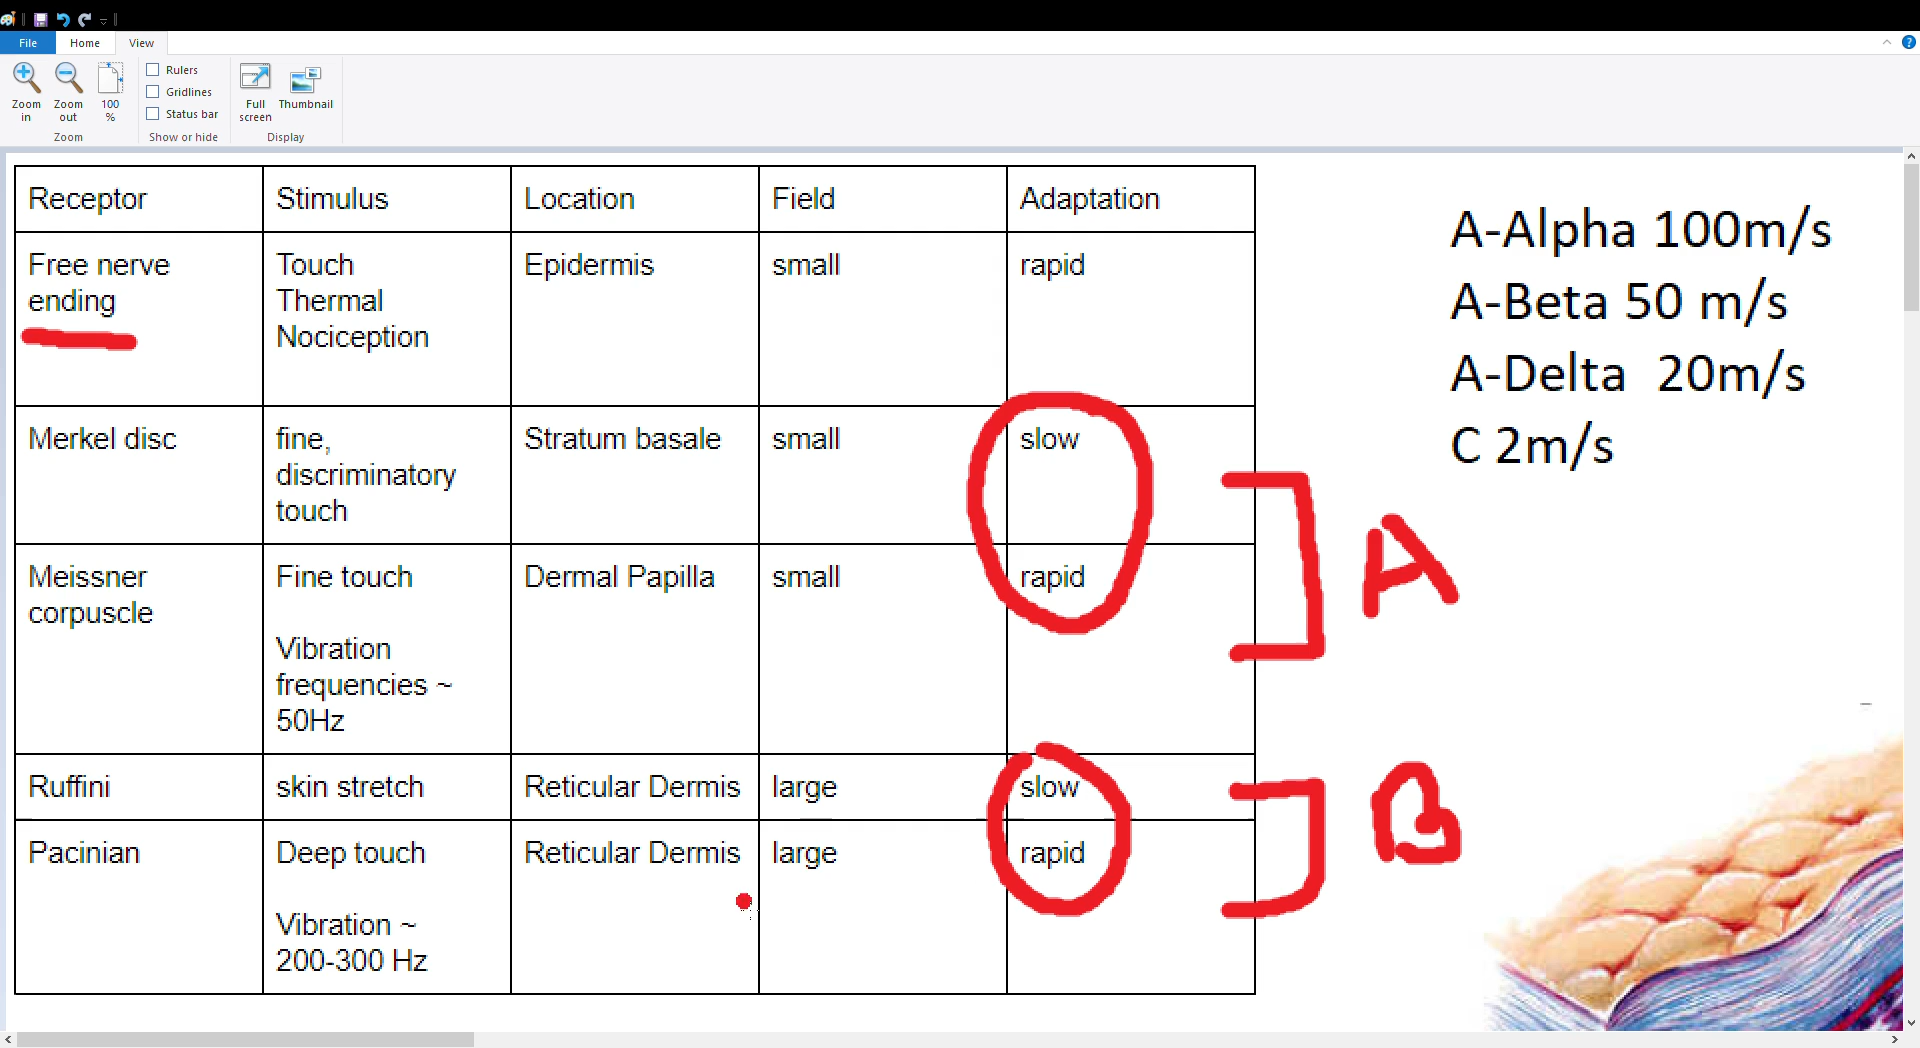 File Home View
Zoom in
Zoom out
100 %
Rulers
Gridlines
Status bar
Full screen
Thumbnail
Zoom
Show or hide
Display
Receptor Stimulus Location Field Adaptation
Free nerve ending
Touch
Thermal
Nociception
Epidermis
small
rapid
Merkel disc
fine, discriminatory touch
Stratum basale
small
slow
Meissner corpuscle
Fine touch
Vibration frequencies ~ 50Hz
Dermal Papilla
small
rapid
Ruffini
skin stretch
Reticular Dermis
large
slow
Pacinian
Deep touch
Vibration ~ 200-300 Hz
Reticular Dermis
large
rapid
A
B
A-Alpha 100m/s
A-Beta 50 m/s
A-Delta 20m/s
C 2m/s